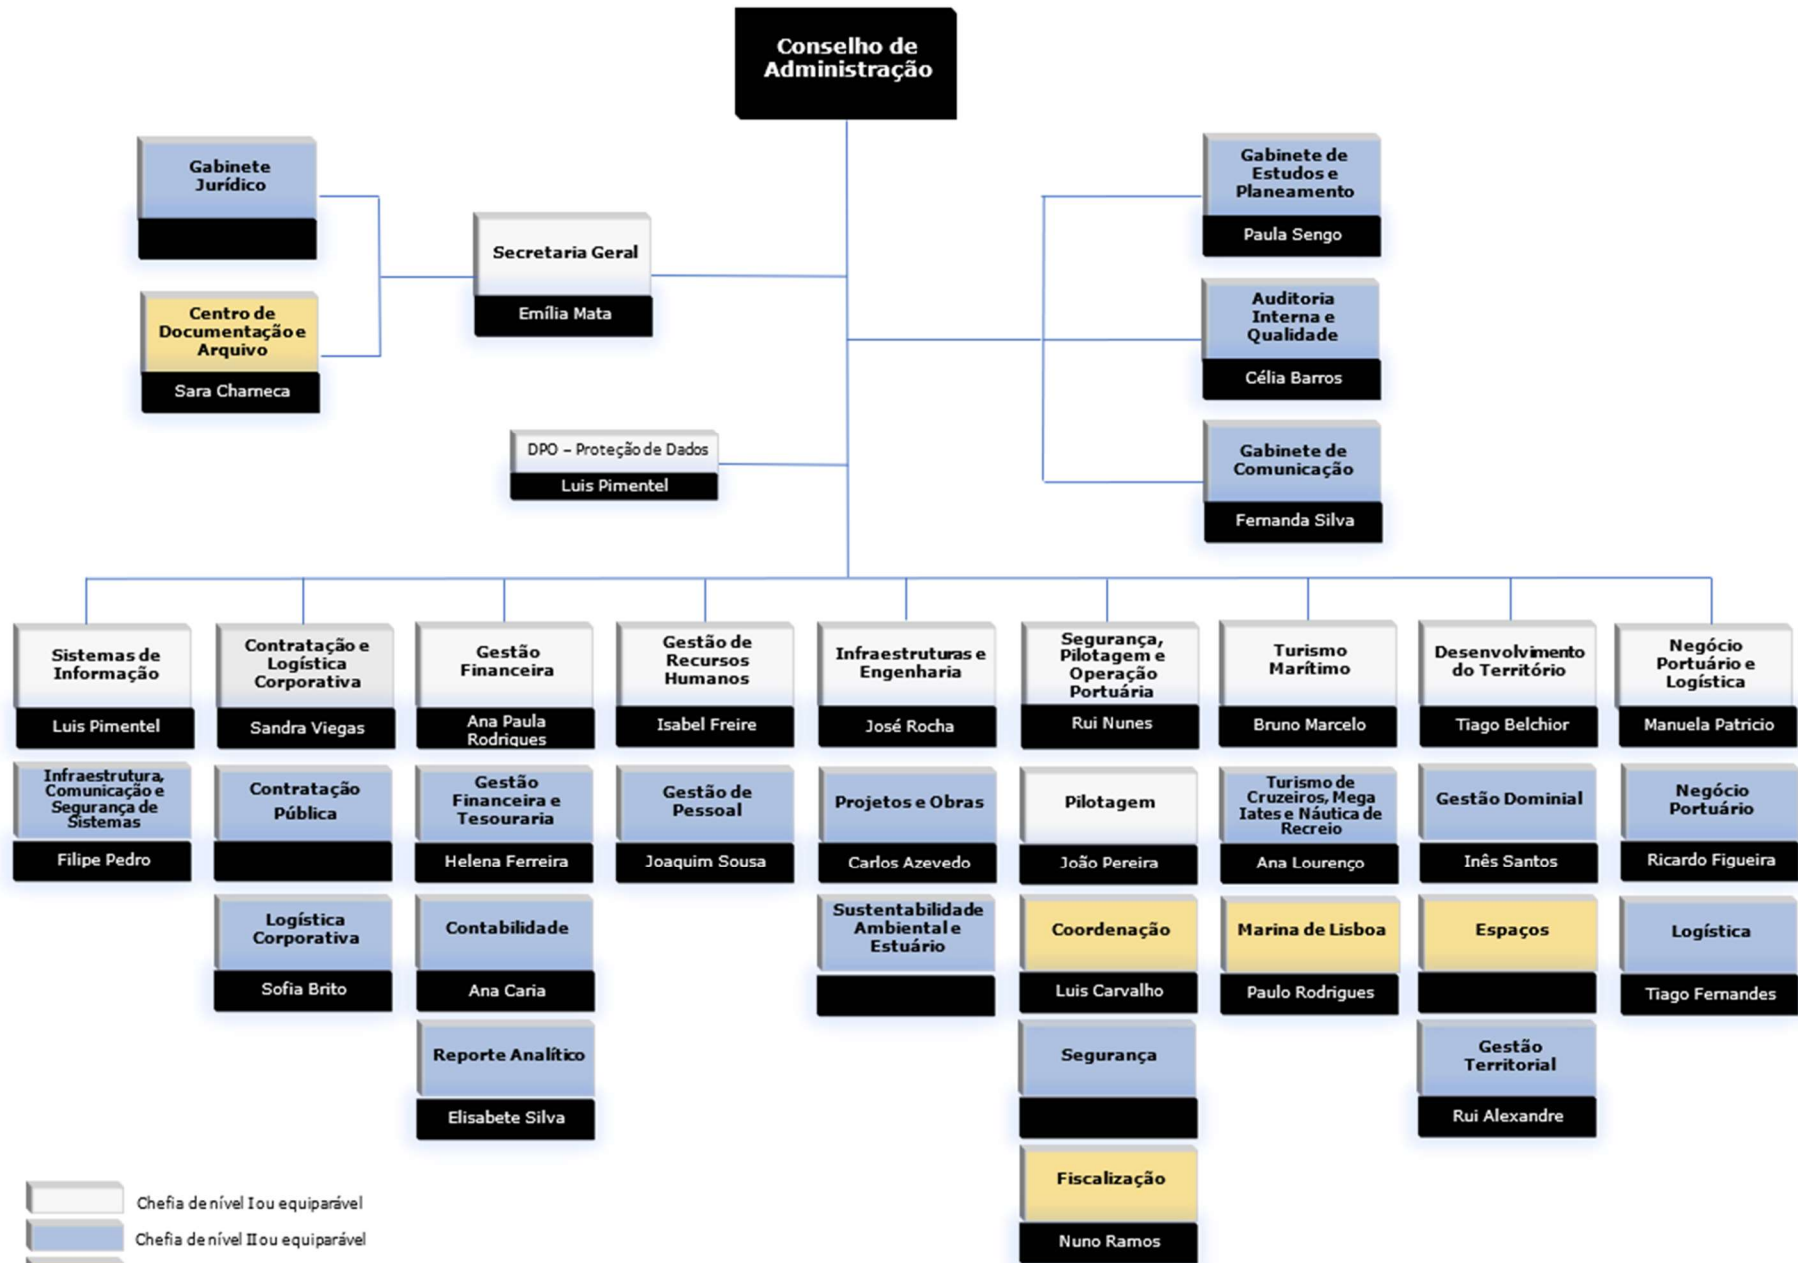 Conselho de
Administração
Gabinete
Jurídico
Gabinete de
Estudos e
Planeamento
Paula Sengo
Secretaria Geral
Emília Mata
Centro de
Documentação e
Arquivo
Sara Charneca
Auditoria
Interna e
Qualidade
Célia Barros
DPO – Proteção de Dados
Luis Pimentel
Gabinete de
Comunicação
Fernanda Silva
Sistemas de
Informação
Luis Pimentel
Infraestrutura,
Comunicação e
Segurança de
Sistemas
Filipe Pedro
Contratação e
Logística
Corporativa
Sandra Viegas
Contratação
Pública
Logística
Corporativa
Sofia Brito
Gestão
Financeira
Ana Paula
Rodrigues
Gestão
Financeira e
Tesouraria
Helena Ferreira
Contabilidade
Ana Caria
Reporte Analítico
Elisabete Silva
Gestão de
Recursos
Humanos
Isabel Freire
Gestão de
Pessoal
Joaquim Sousa
Infraestruturas e
Engenharia
José Rocha
Projetos e Obras
Carlos Azevedo
Sustentabilidade
Ambiental e
Estuário
Segurança,
Pilotagem e
Operação
Portuária
Rui Nunes
Pilotagem
João Pereira
Coordenação
Luis Carvalho
Segurança
Fiscalização
Nuno Ramos
Turismo
Marítimo
Bruno Marcelo
Turismo de
Cruzeiros, Mega
Iates e Náutica de
Recreio
Ana Lourenço
Marina de Lisboa
Paulo Rodrigues
Desenvolvimento
do Território
Tiago Belchior
Gestão Dominial
Inês Santos
Espaços
Gestão
Territorial
Rui Alexandre
Negócio
Portuário e
Logística
Manuela Patricio
Negócio
Portuário
Ricardo Figueira
Logística
Tiago Fernandes
Chefia de nível I ou equiparável
Chefia de nível II ou equiparável